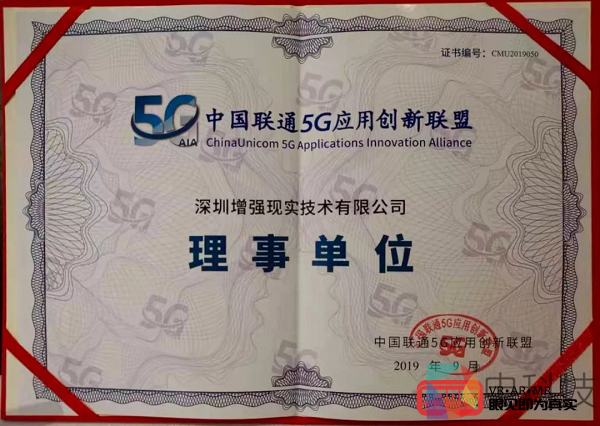 证书编号：CMU2019050
5G AIA
中国联通5G应用创新联盟
ChinaUnicom 5G Applications Innovation Alliance
深圳增强现实技术有限公司
理事单位
中国联通5G应用创新联盟
2019 年 9 月
VR·AR·MR
眼见即为真实